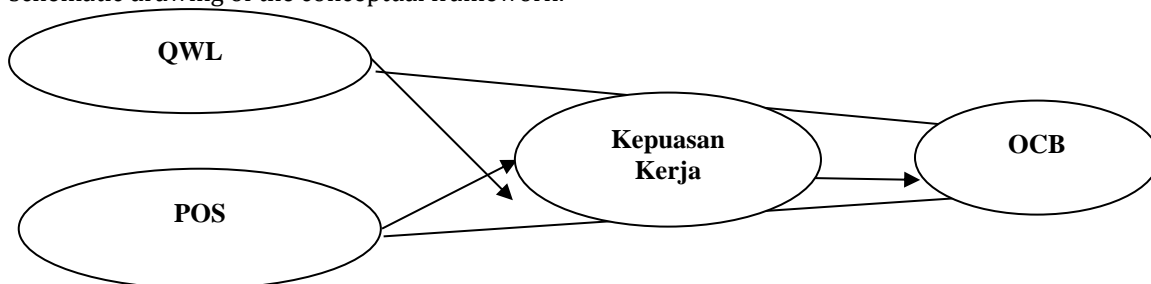 schematic drawing of the conceptual framework.
QWL
Kepuasan
Kerja
OCB
POS